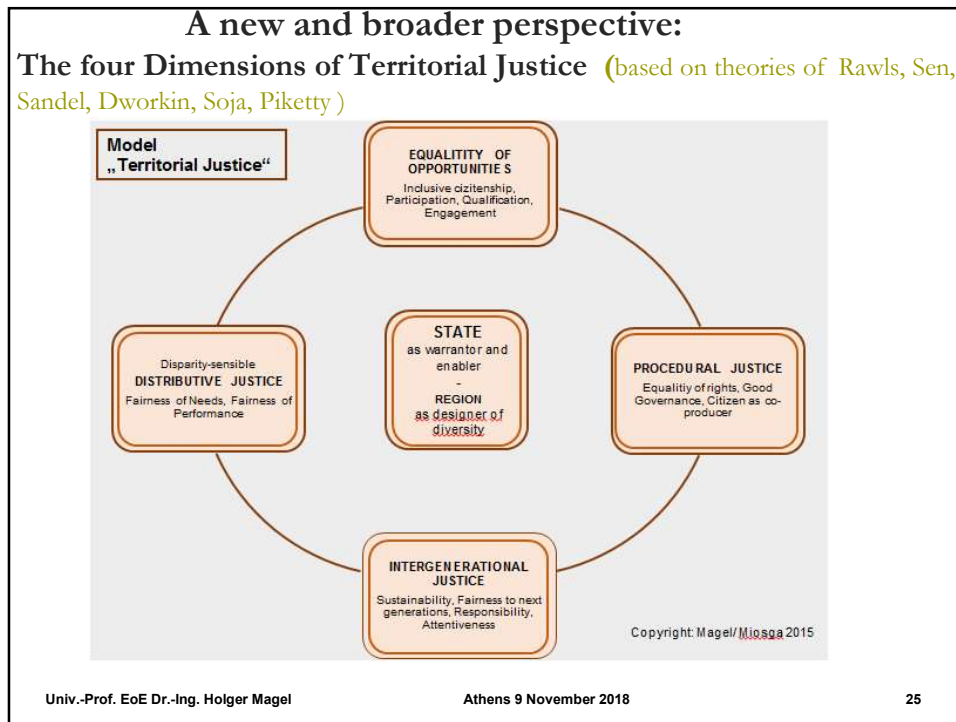 A new and broader perspective:
The four Dimensions of Territorial Justice (based on theories of Rawls, Sen,
Sandel, Dworkin, Soja, Piketty )
Model
„Territorial Justice“
EQUALITITY OF
OPPORTUNITIE S
Inclusive cizitenship,
Participation, Qualification,
Engagement
Disparity-sensible
DISTRIBUTIVE JUSTICE
Fairness of Needs, Fairness of
Performance
STATE
as warrantor and
enabler
-
REGION
as designer of
diversity
PROCEDURAL JUSTICE
Equalitiy of rights, Good
Governance, Citizen as co-
producer
INTERGENERATIONAL
JUSTICE
Sustainability, Fairness to next
generations, Responsibility,
Attentiveness
Copyright: Magel/ Miosga 2015
Univ.-Prof. EoE Dr.-Ing. Holger Magel Athens 9 November 2018 25